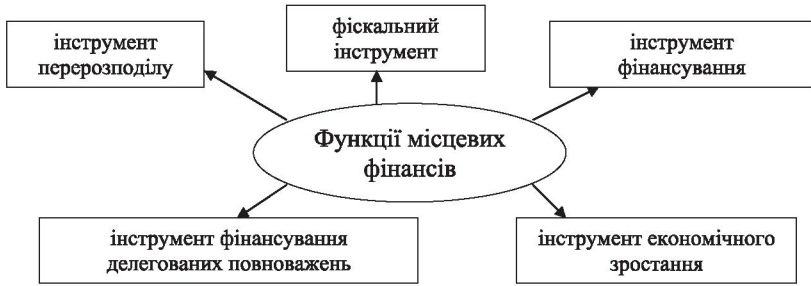 фіскальний
інструмент
інструмент
перерозподілу
інструмент
фінансування
Функції місцевих
фінансів
інструмент фінансування
делегованих повноважень
інструмент економічного
зростання